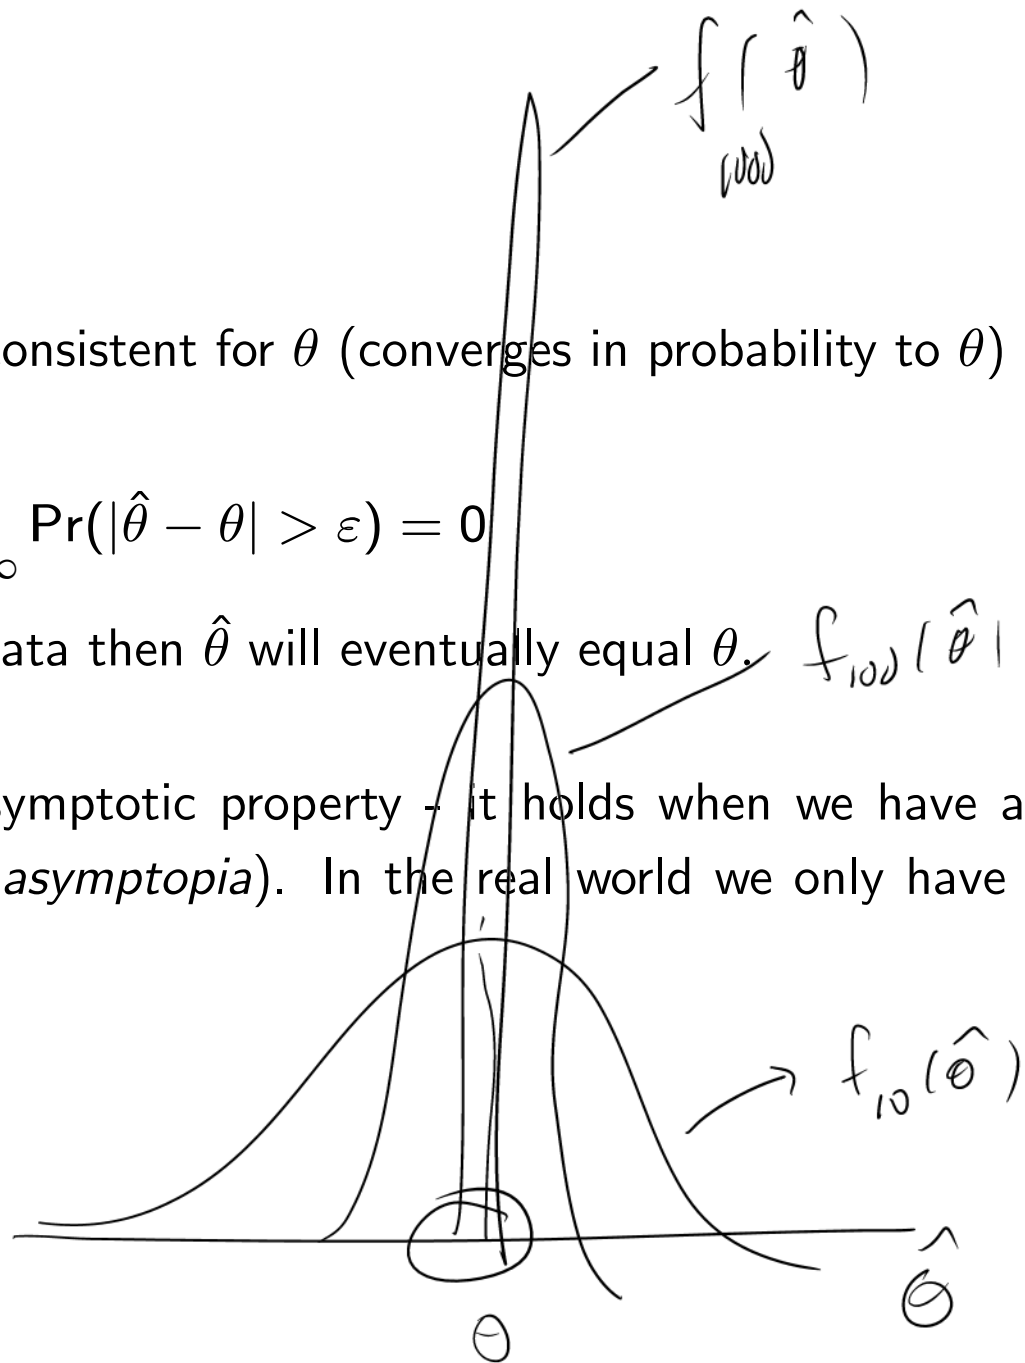 f(θ̂)
1000
onsistent for θ (converges in probability to θ)
Pr(|θ̂ − θ| > ε) = 0
∞
ata then θ̂ will eventually equal θ.
f₁₀₀(θ̂)
symptotic property - it holds when we have a
asymptopia). In the real world we only have
f₁₀(θ̂)
θ̂
θ